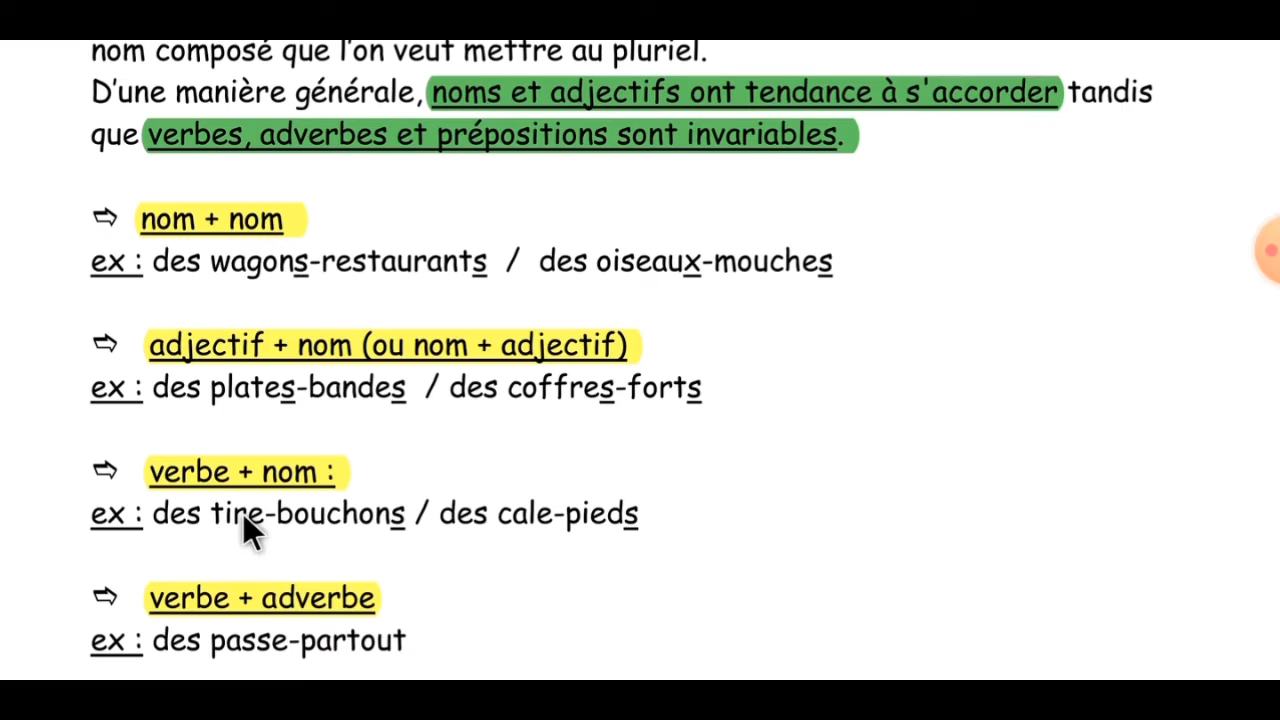 nom composé que l'on veut mettre au pluriel.
D'une manière générale, noms et adjectifs ont tendance à s'accorder tandis
que verbes, adverbes et prépositions sont invariables.
⇨ nom + nom
ex : des wagons-restaurants / des oiseaux-mouches
⇨ adjectif + nom (ou nom + adjectif)
ex : des plates-bandes / des coffres-forts
⇨ verbe + nom :
ex : des tire-bouchons / des cale-pieds
⇨ verbe + adverbe
ex : des passe-partout